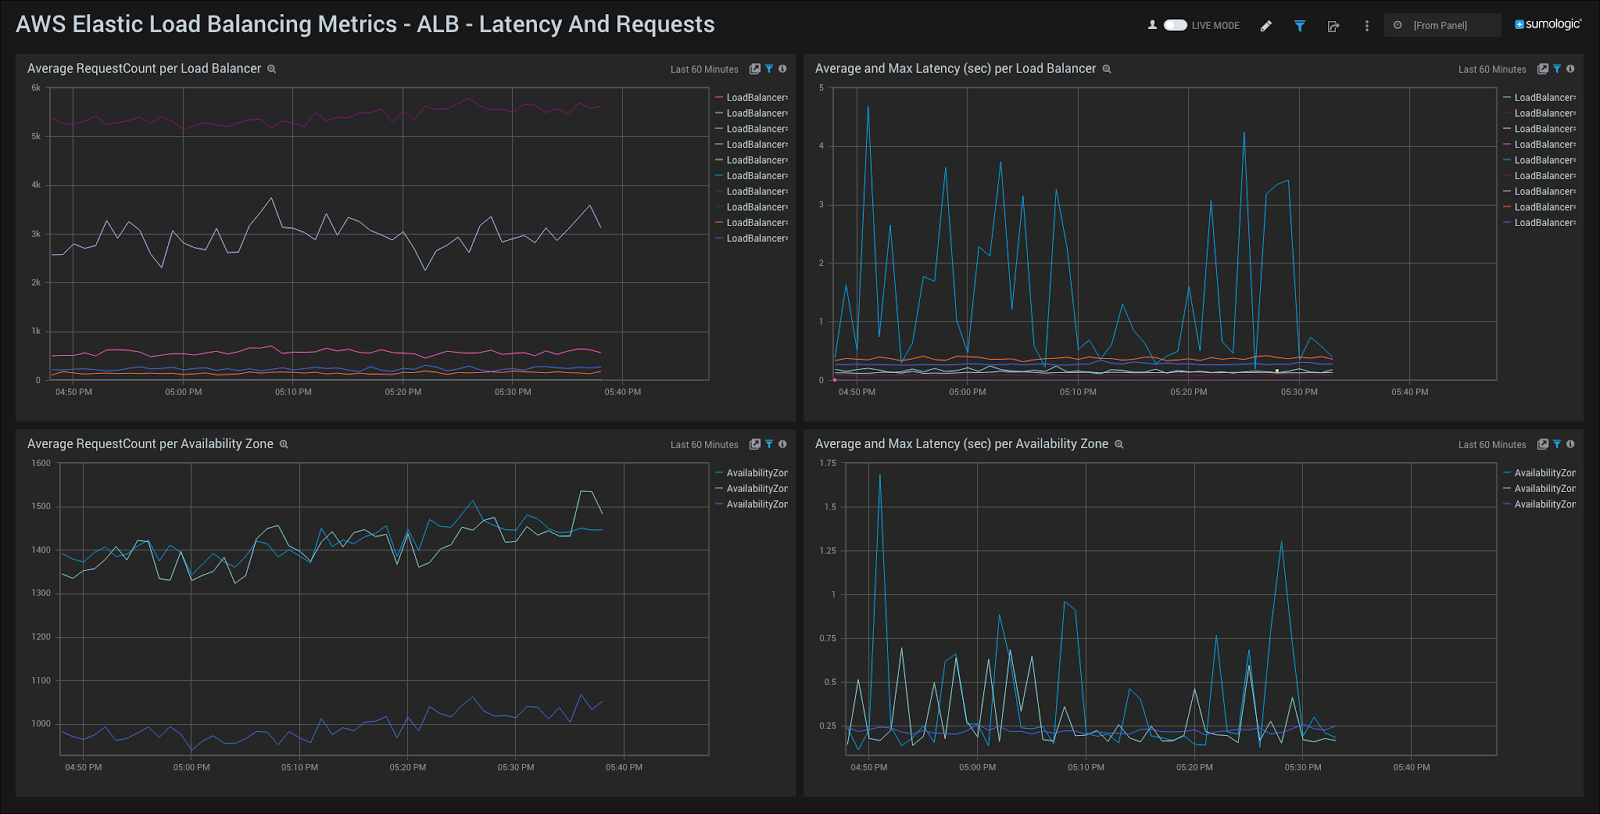 AWS Elastic Load Balancing Metrics - ALB - Latency And Requests
LIVE MODE
[From Panel]
sumologic
Average RequestCount per Load Balancer
Last 60 Minutes
6k
5k
4k
3k
2k
1k
0
04:50 PM 05:00 PM 05:10 PM 05:20 PM 05:30 PM 05:40 PM
LoadBalancer=
LoadBalancer=
LoadBalancer=
LoadBalancer=
LoadBalancer=
LoadBalancer=
LoadBalancer=
LoadBalancer=
LoadBalancer=
LoadBalancer=
Average and Max Latency (sec) per Load Balancer
Last 60 Minutes
5
4
3
2
1
0
04:50 PM 05:00 PM 05:10 PM 05:20 PM 05:30 PM 05:40 PM
LoadBalancer=
LoadBalancer=
LoadBalancer=
LoadBalancer=
LoadBalancer=
LoadBalancer=
LoadBalancer=
LoadBalancer=
LoadBalancer=
Average RequestCount per Availability Zone
Last 60 Minutes
1600
1500
1400
1300
1200
1100
1000
04:50 PM 05:00 PM 05:10 PM 05:20 PM 05:30 PM 05:40 PM
AvailabilityZon
AvailabilityZon
AvailabilityZon
Average and Max Latency (sec) per Availability Zone
Last 60 Minutes
1.75
1.5
1.25
1
0.75
0.5
0.25
04:50 PM 05:00 PM 05:10 PM 05:20 PM 05:30 PM 05:40 PM
AvailabilityZon
AvailabilityZon
AvailabilityZon